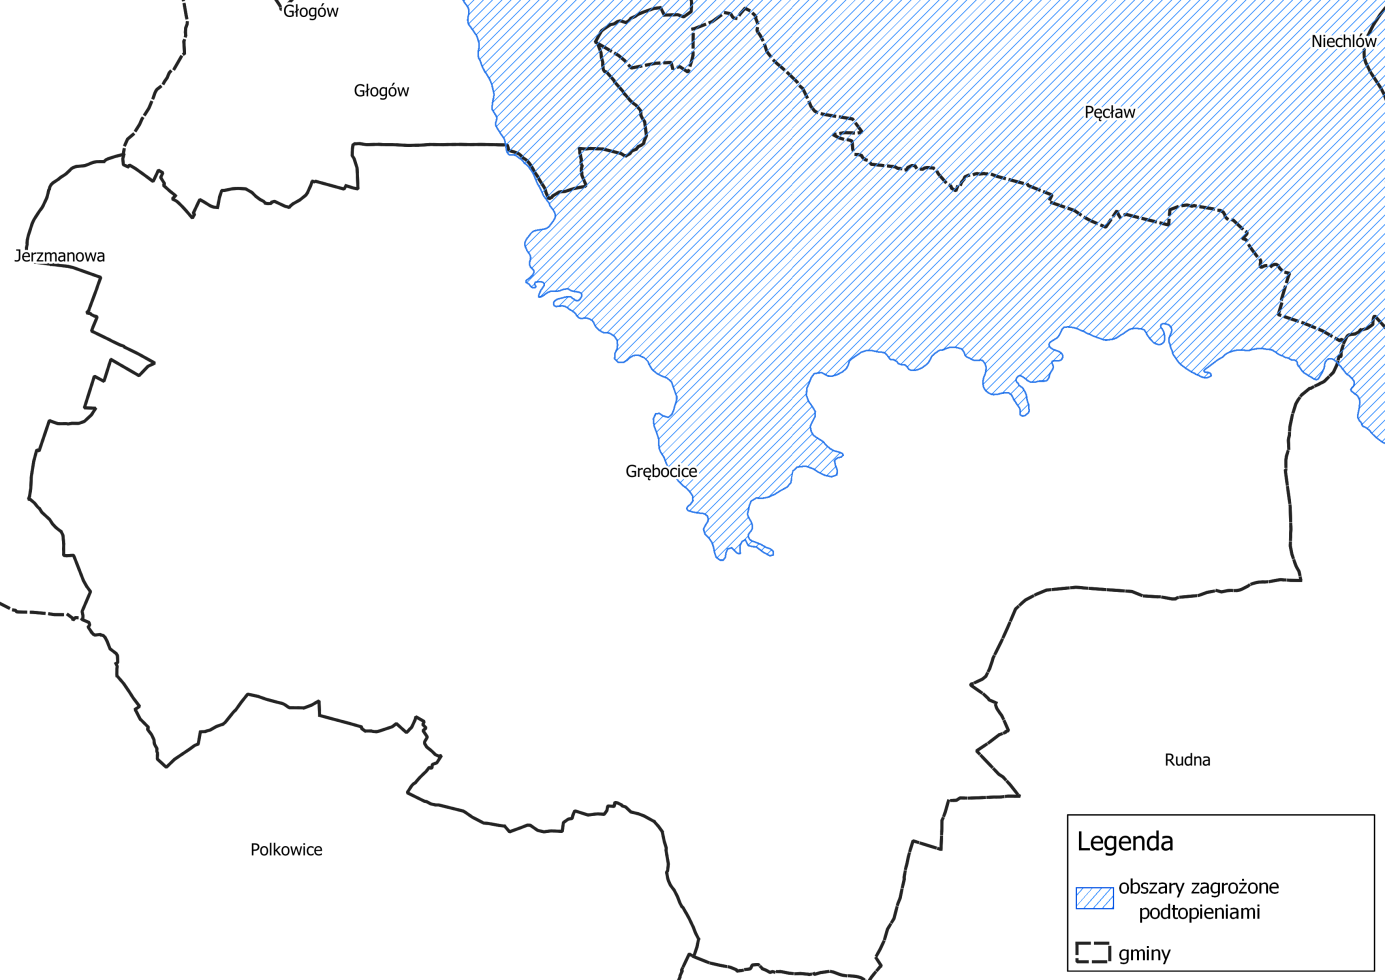 Głogów
Niechlów
Głogów
Pęcław
Jerzmanowa
Grębocice
Rudna
Polkowice
Legenda
obszary zagrożone
podtopieniami
gminy